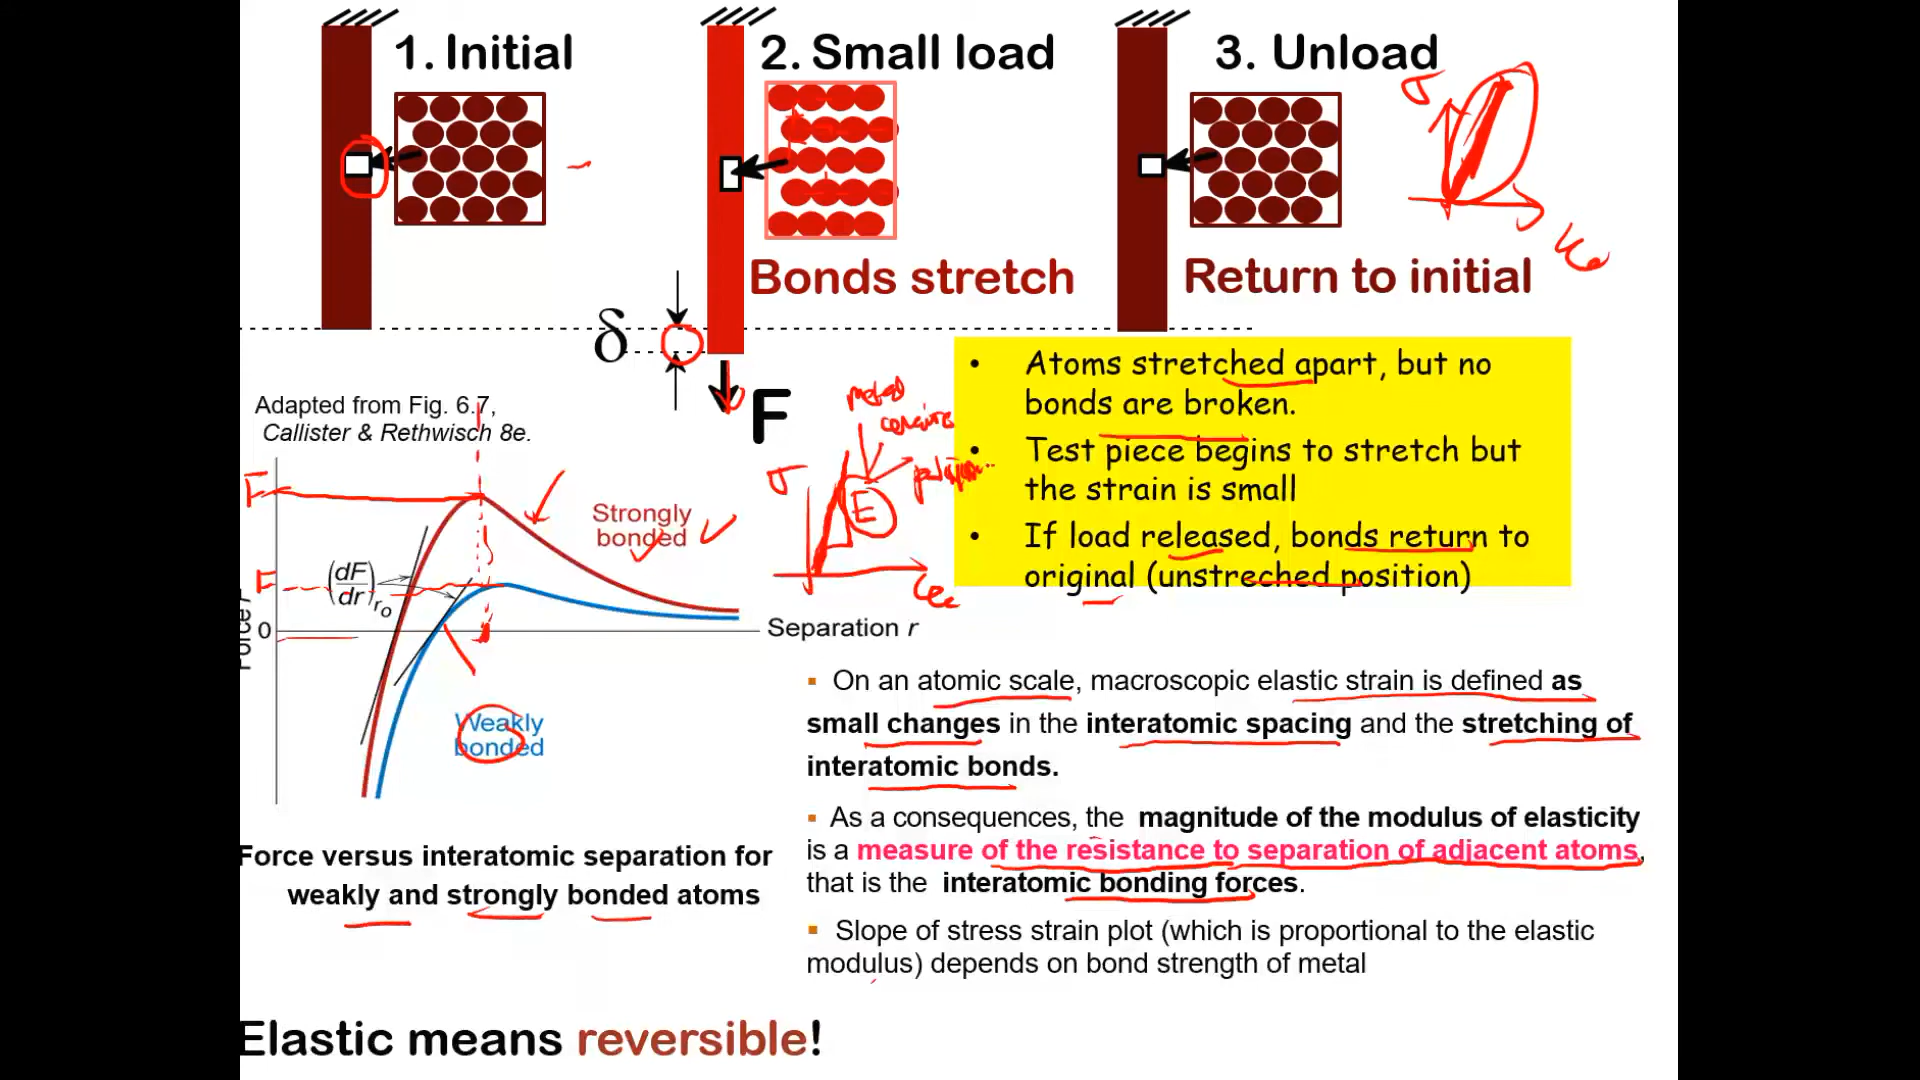 1. Initial
2. Small load
3. Unload
σ
Bonds stretch
Return to initial
δ
F
Adapted from Fig. 6.7,
Callister & Rethwisch 8e.
• Atoms stretched apart, but no
bonds are broken.
• Test piece begins to stretch but
the strain is small
• If load released, bonds return to
original (unstreched position)
metal
σ
E
F
F
Strongly
bonded
(dF
dr)r0
Force F
0
Separation r
Weakly
bonded
▪ On an atomic scale, macroscopic elastic strain is defined as
small changes in the interatomic spacing and the stretching of
interatomic bonds.
▪ As a consequences, the magnitude of the modulus of elasticity
is a measure of the resistance to separation of adjacent atoms,
that is the interatomic bonding forces.
▪ Slope of stress strain plot (which is proportional to the elastic
modulus) depends on bond strength of metal
Force versus interatomic separation for
weakly and strongly bonded atoms
Elastic means reversible!